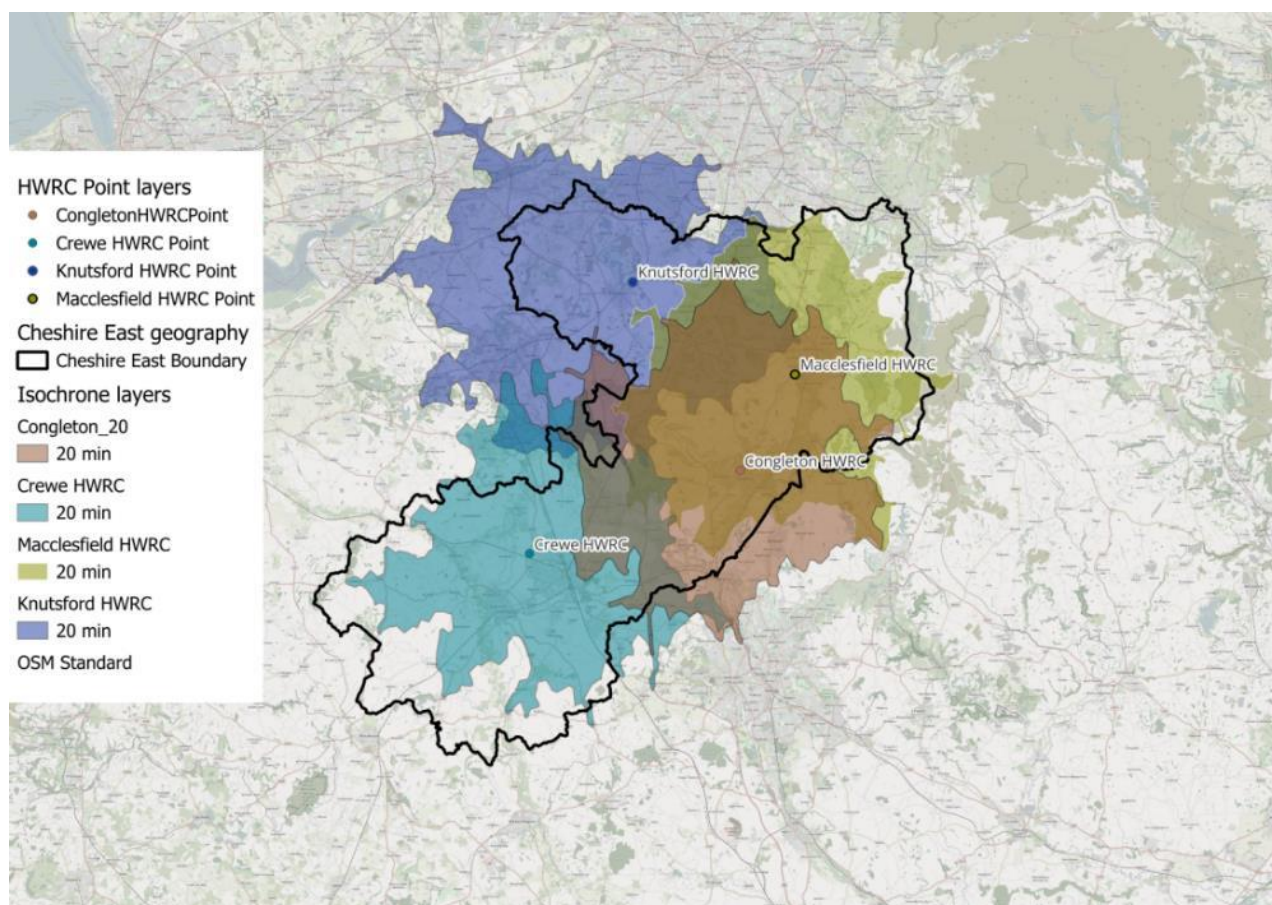 HWRC Point layers
CongletonHWRCPoint
Crewe HWRC Point
Knutsford HWRC Point
Macclesfield HWRC Point
Cheshire East geography
Cheshire East Boundary
Isochrone layers
Congleton_20
20 min
Crewe HWRC
20 min
Macclesfield HWRC
20 min
Knutsford HWRC
20 min
OSM Standard
Knutsford HWRC
Macclesfield HWRC
Congleton HWRC
Crewe HWRC